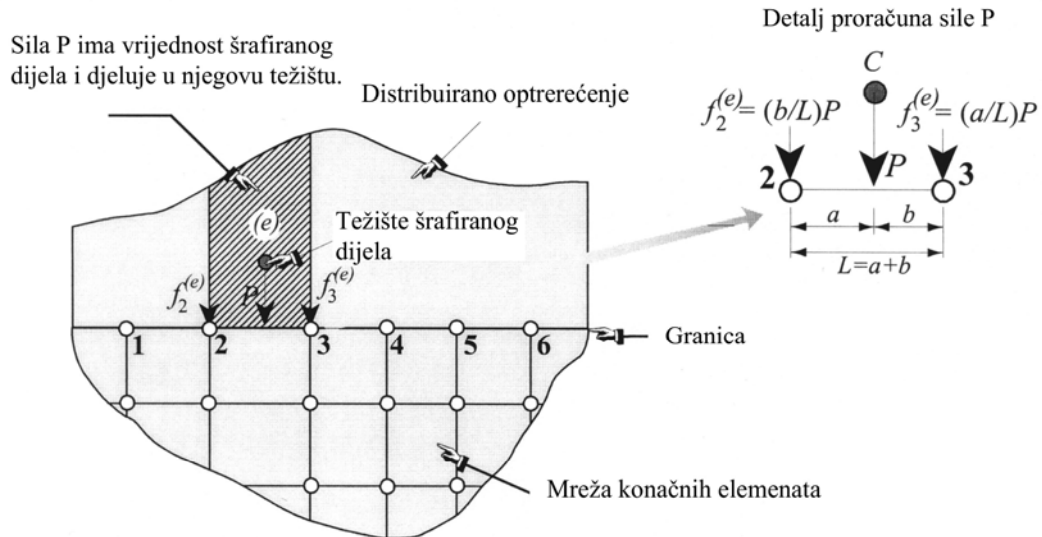 Detalj proračuna sile P
Sila P ima vrijednost šrafiranog
dijela i djeluje u njegovu težištu.
Distribuirano optrerećenje
C
f₂⁽ᵉ⁾= (b/L)P
f₃⁽ᵉ⁾= (a/L)P
P
2
3
a
b
L=a+b
(e)
Težište šrafiranog
dijela
f₂⁽ᵉ⁾
P
f₃⁽ᵉ⁾
1
2
3
4
5
6
Granica
Mreža konačnih elemenata